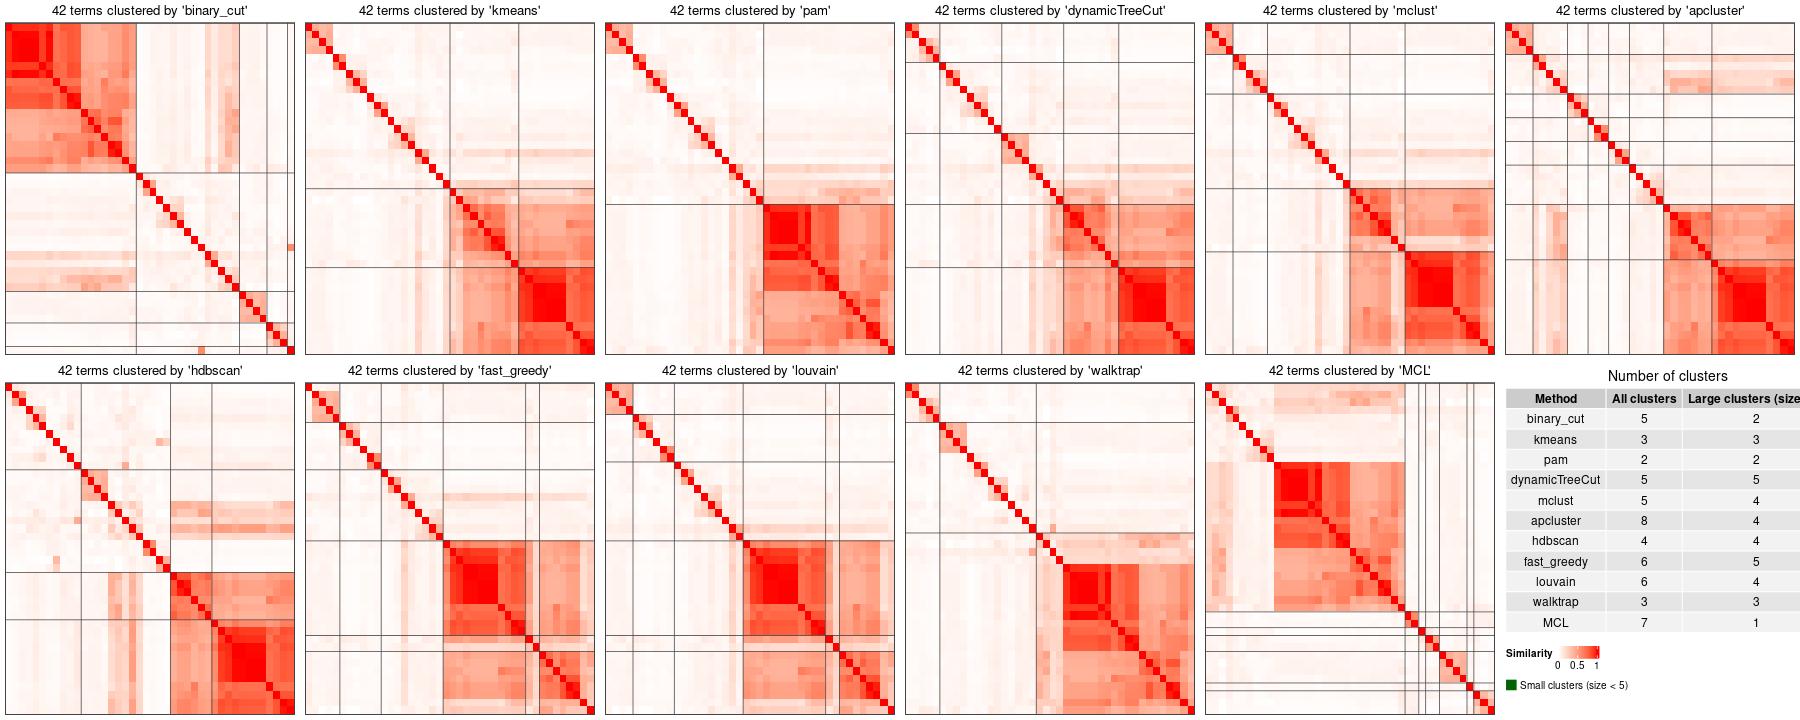 42 terms clustered by 'binary_cut'
42 terms clustered by 'kmeans'
42 terms clustered by 'pam'
42 terms clustered by 'dynamicTreeCut'
42 terms clustered by 'mclust'
42 terms clustered by 'apcluster'
42 terms clustered by 'hdbscan'
42 terms clustered by 'fast_greedy'
42 terms clustered by 'louvain'
42 terms clustered by 'walktrap'
42 terms clustered by 'MCL'
Number of clusters
Method All clusters Large clusters (size
binary_cut 5 2
kmeans 3 3
pam 2 2
dynamicTreeCut 5 5
mclust 5 4
apcluster 8 4
hdbscan 4 4
fast_greedy 6 5
louvain 6 4
walktrap 3 3
MCL 7 1
Similarity
0 0.5 1
Small clusters (size < 5)